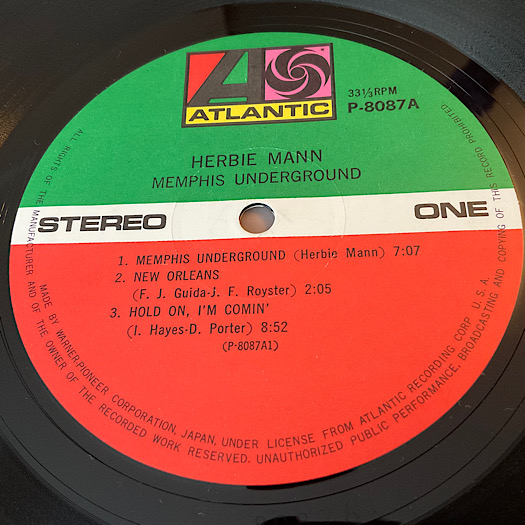 ATLANTIC
33⅓RPM
P-8087A
HERBIE MANN
MEMPHIS UNDERGROUND
STEREO
ONE
1. MEMPHIS UNDERGROUND (Herbie Mann) 7:07
2. NEW ORLEANS
(F. J. Guida-J. F. Royster) 2:05
3. HOLD ON, I'M COMIN'
(I. Hayes-D. Porter) 8:52
(P-8087A1)
MADE BY WARNER-PIONEER CORPORATION, JAPAN, UNDER LICENSE FROM ATLANTIC RECORDING CORP. U.S.A.
ALL RIGHTS OF THE MANUFACTURER AND OF THE OWNER OF THE RECORDED WORK RESERVED. UNAUTHORIZED PUBLIC PERFORMANCE, BROADCASTING AND COPYING OF THIS RECORD PROHIBITED